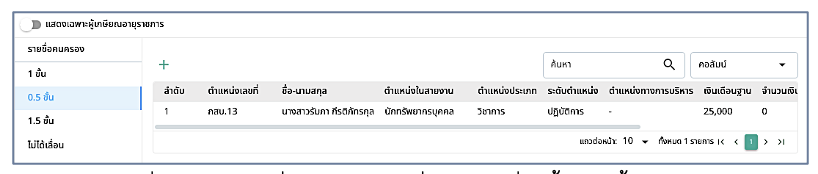 แสดงเฉพาะผู้เกษียณอายุราชการ
รายชื่อคนครอง
1 ขั้น
0.5 ขั้น
1.5 ขั้น
ไม่ได้เลื่อน
+ ค้นหา คอลัมน์
ลำดับ ตำแหน่งเลขที่ ชื่อ-นามสกุล ตำแหน่งในสายงาน ตำแหน่งประเภท ระดับตำแหน่ง ตำแหน่งทางการบริหาร เงินเดือนฐาน จำนวนเงิน
1 กสบ.13 นางสาวรัมภา กีรติภัทรกุล นักทรัพยากรบุคคล วิชาการ ปฏิบัติการ - 25,000 0
แถวต่อหน้า: 10 ทั้งหมด 1 รายการ |< < 1 > >|